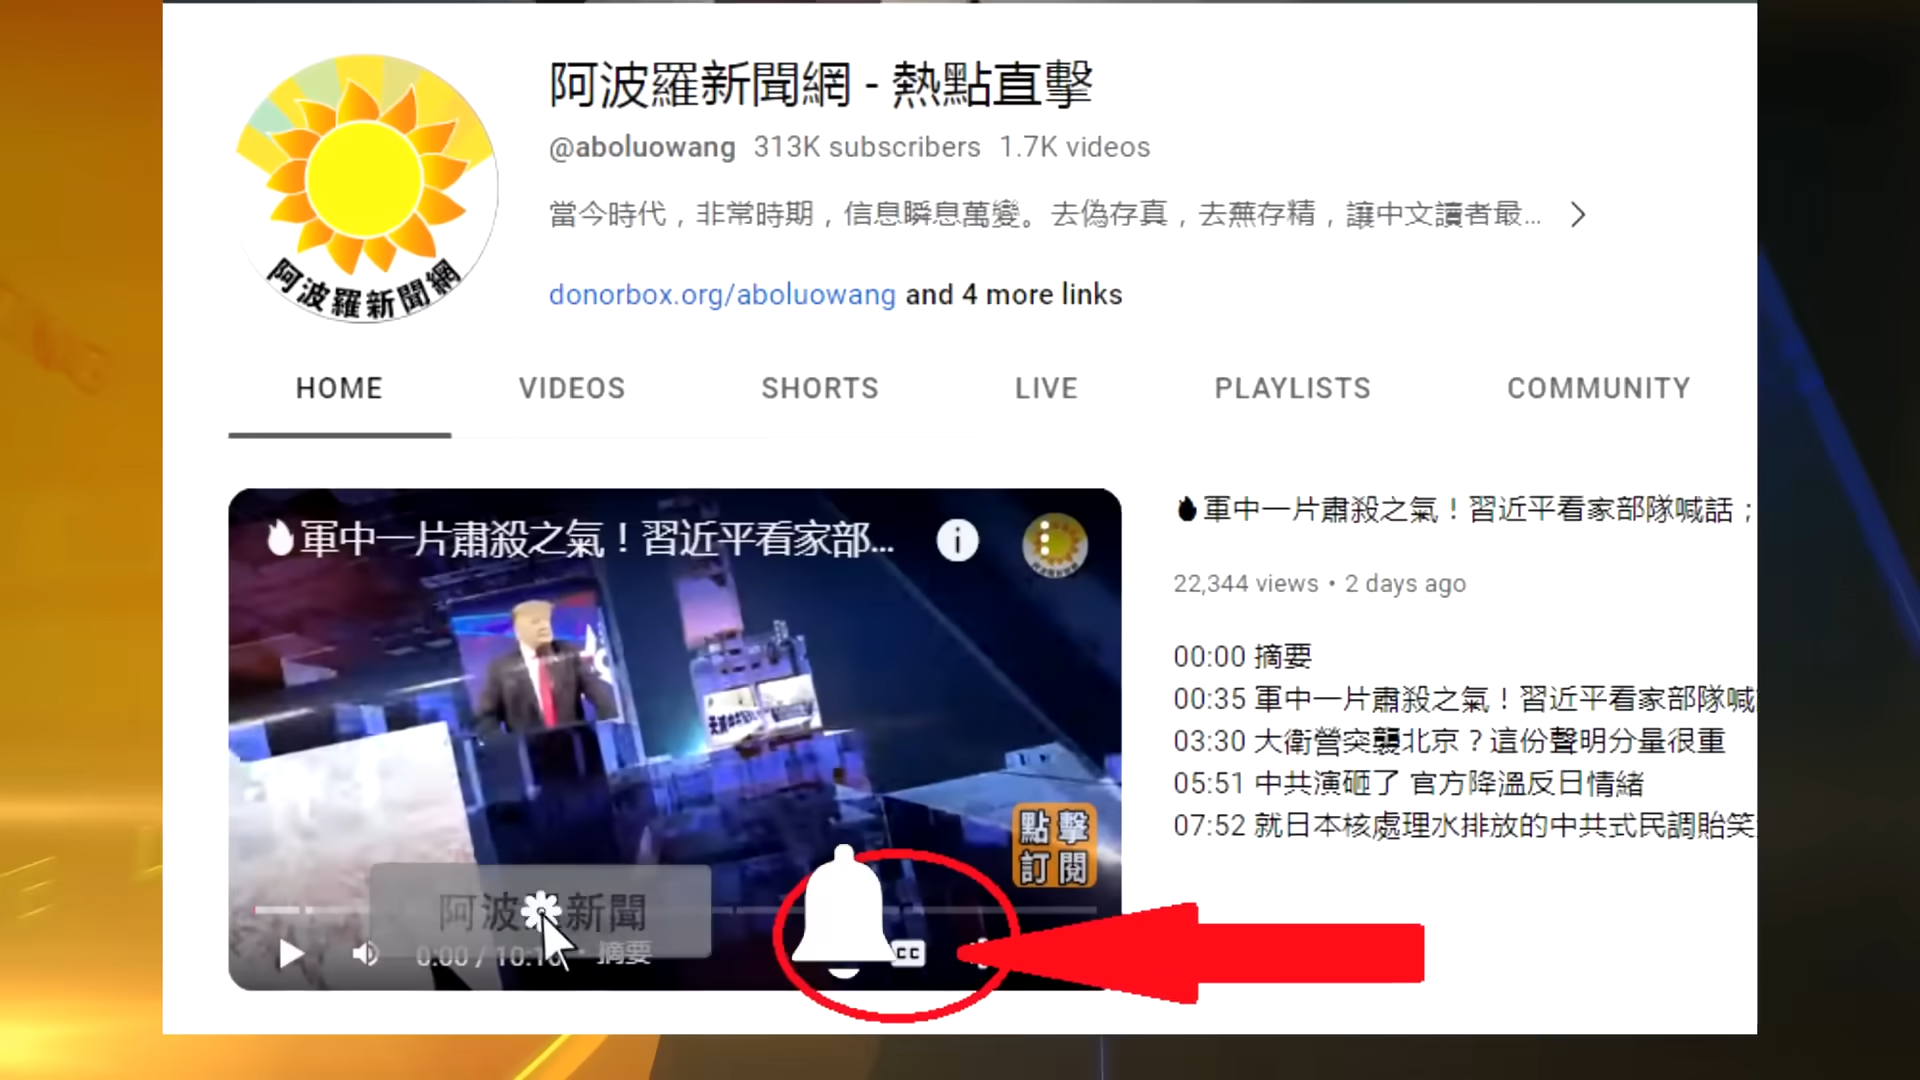 阿波羅新聞網 - 熱點直擊
@aboluowang 313K subscribers 1.7K videos
當今時代，非常時期，信息瞬息萬變。去偽存真，去蕪存精，讓中文讀者最...
donorbox.org/aboluowang and 4 more links
阿波羅新聞網
HOME VIDEOS SHORTS LIVE PLAYLISTS COMMUNITY
軍中一片肅殺之氣！習近平看家部...
點擊
訂閱
阿波 新聞
0:00 / 10:1 · 摘要
CC
軍中一片肅殺之氣！習近平看家部隊喊話；
22,344 views • 2 days ago
00:00 摘要
00:35 軍中一片肅殺之氣！習近平看家部隊喊
03:30 大衛營突襲北京？這份聲明分量很重
05:51 中共演砸了 官方降溫反日情緒
07:52 就日本核處理水排放的中共式民調貽笑